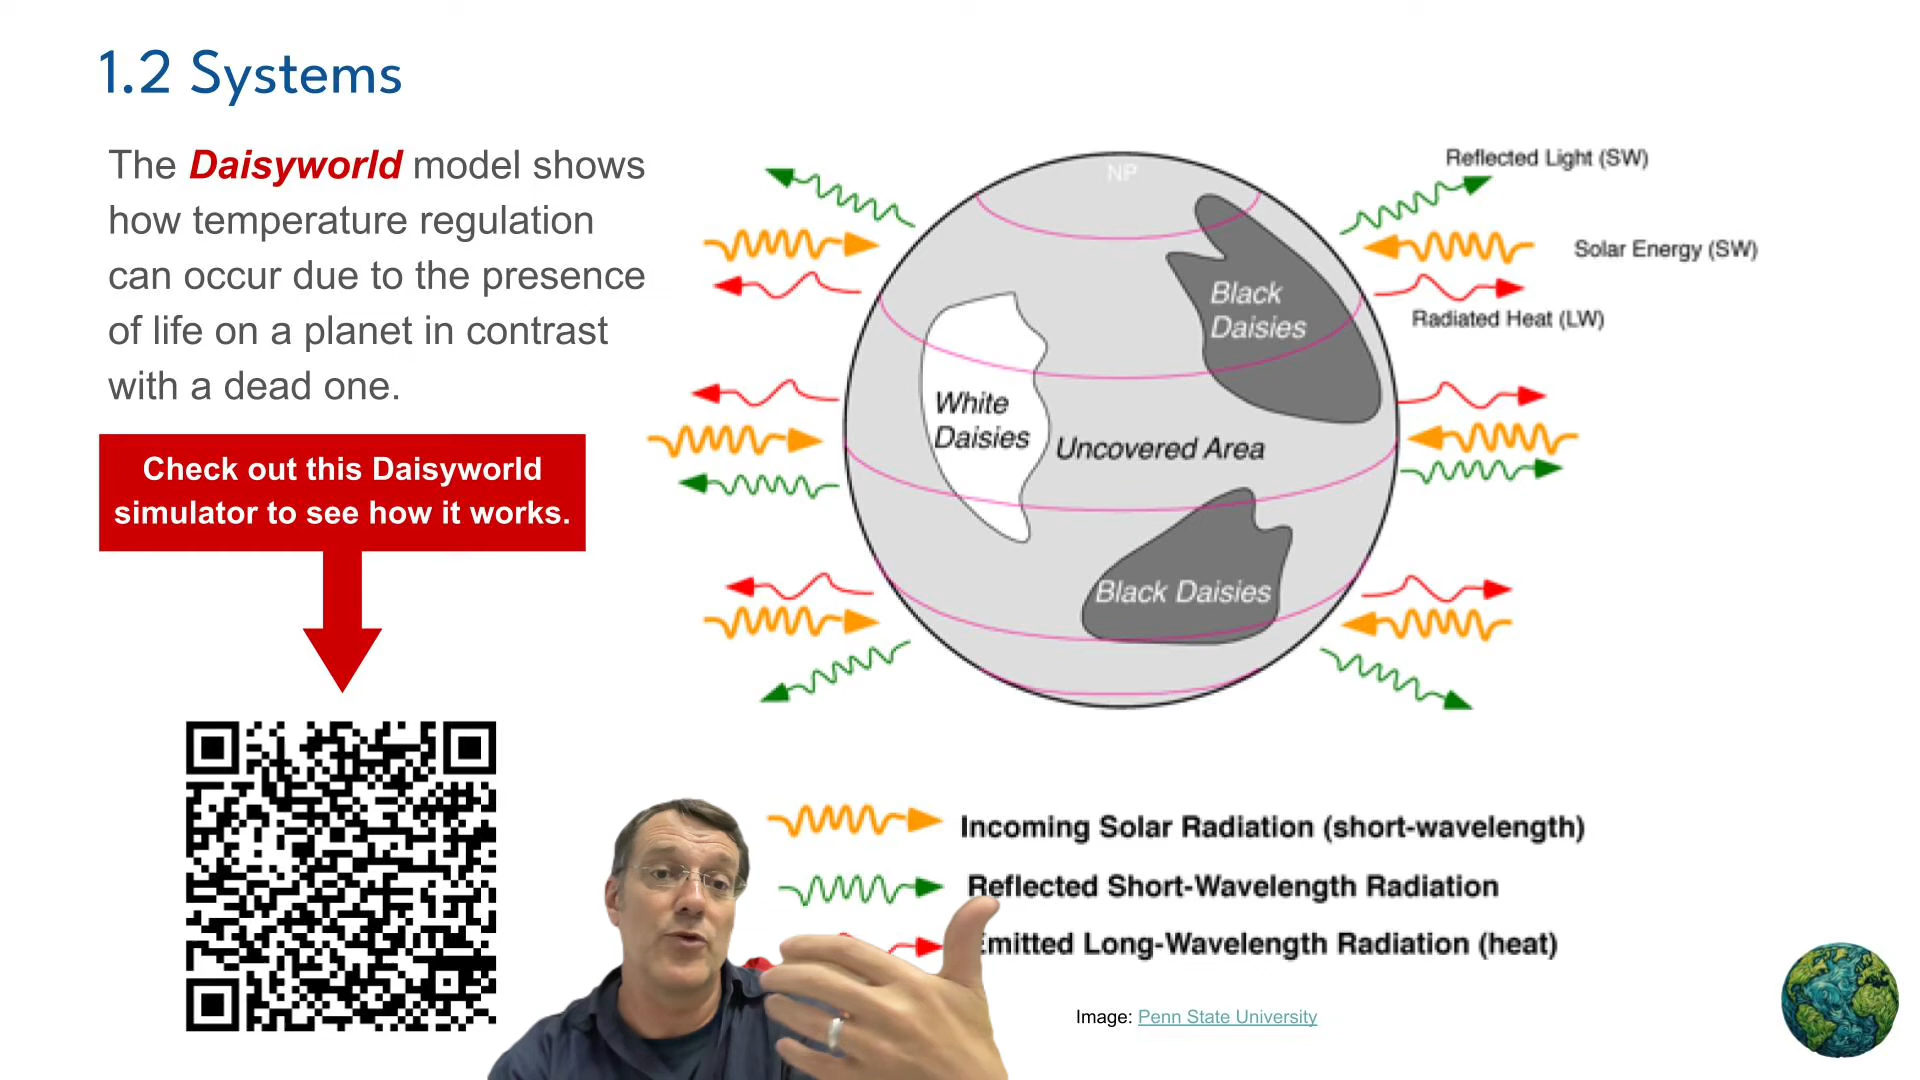 1.2 Systems
The Daisyworld model shows
how temperature regulation
can occur due to the presence
of life on a planet in contrast
with a dead one.
Check out this Daisyworld
simulator to see how it works.
NP
Reflected Light (SW)
Solar Energy (SW)
Radiated Heat (LW)
Black
Daisies
White
Daisies
Uncovered Area
Black Daisies
Incoming Solar Radiation (short-wavelength)
Reflected Short-Wavelength Radiation
Emitted Long-Wavelength Radiation (heat)
Image: Penn State University